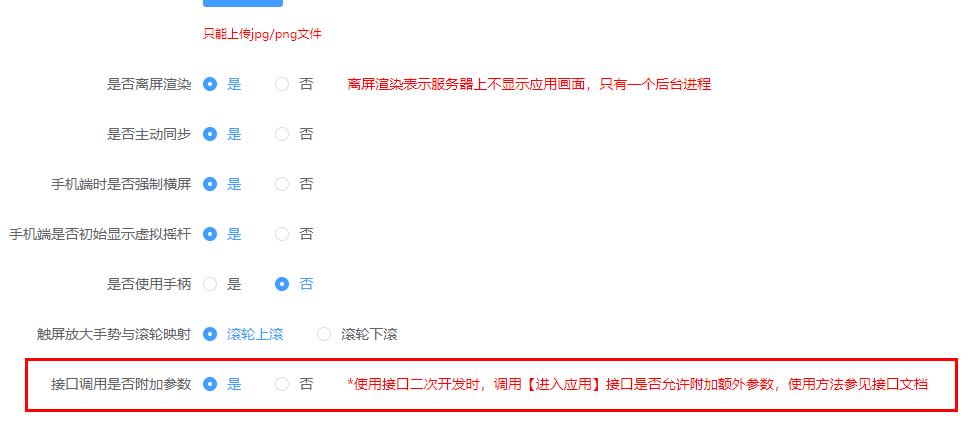 只能上传jpg/png文件
是否离屏渲染 是 否 离屏渲染表示服务器上不显示应用画面，只有一个后台进程
是否主动同步 是 否
手机端时是否强制横屏 是 否
手机端是否初始显示虚拟摇杆 是 否
是否使用手柄 是 否
触屏放大手势与滚轮映射 滚轮上滚 滚轮下滚
接口调用是否附加参数 是 否 *使用接口二次开发时，调用【进入应用】接口是否允许附加额外参数，使用方法参见接口文档